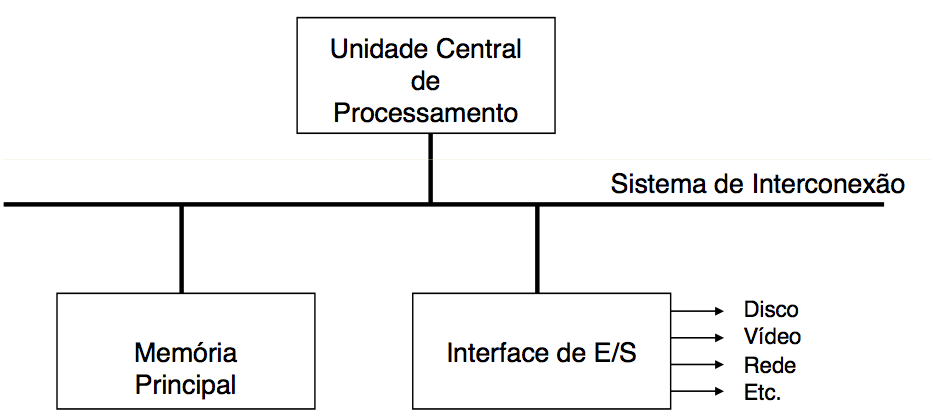 Unidade Central
de
Processamento
Sistema de Interconexão
Memória
Principal
Interface de E/S
Disco
Vídeo
Rede
Etc.